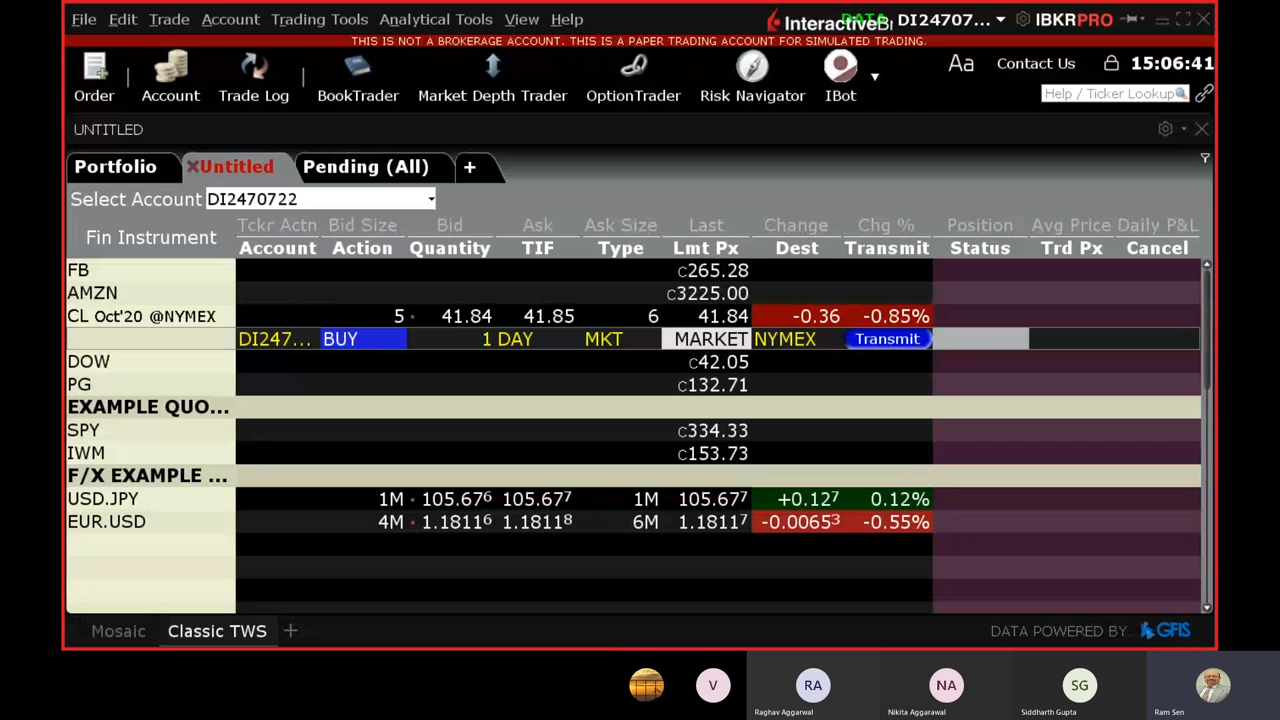 File Edit Trade Account Trading Tools Analytical Tools View Help
InteractiveBr DATA DI24707... IBKRPRO
THIS IS NOT A BROKERAGE ACCOUNT. THIS IS A PAPER TRADING ACCOUNT FOR SIMULATED TRADING.
Order Account Trade Log BookTrader Market Depth Trader OptionTrader Risk Navigator IBot Aa Contact Us 15:06:41
Help / Ticker Lookup
UNTITLED
Portfolio Untitled Pending (All) +
Select Account DI2470722
Fin Instrument
Tckr Actn Bid Size Bid Ask Ask Size Last Change Chg % Position Avg Price Daily P&L
Account Action Quantity TIF Type Lmt Px Dest Transmit Status Trd Px Cancel
FB C265.28
AMZN C3225.00
CL Oct'20 @NYMEX 5 41.84 41.85 6 41.84 -0.36 -0.85%
DI247... BUY 1 DAY MKT MARKET NYMEX Transmit
DOW C42.05
PG C132.71
EXAMPLE QUO...
SPY C334.33
IWM C153.73
F/X EXAMPLE ...
USD.JPY 1M 105.67⁶ 105.67⁷ 1M 105.67⁷ +0.12⁷ 0.12%
EUR.USD 4M 1.1811⁶ 1.1811⁸ 6M 1.1811⁷ -0.0065³ -0.55%
Mosaic Classic TWS + DATA POWERED BY GFIS
V RA NA SG
Raghav Aggarwal Nikita Aggarawal Siddharth Gupta Ram Sen